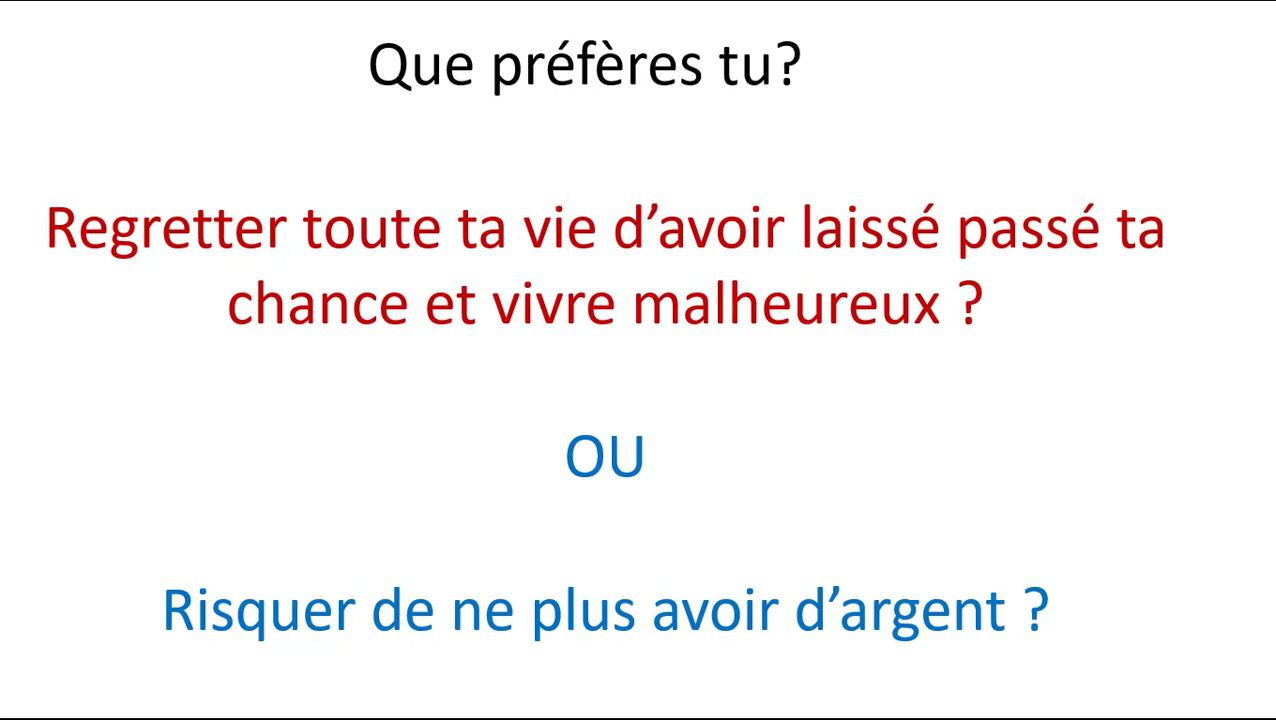 Que préfères tu?
Regretter toute ta vie d’avoir laissé passé ta
chance et vivre malheureux ?
OU
Risquer de ne plus avoir d’argent ?